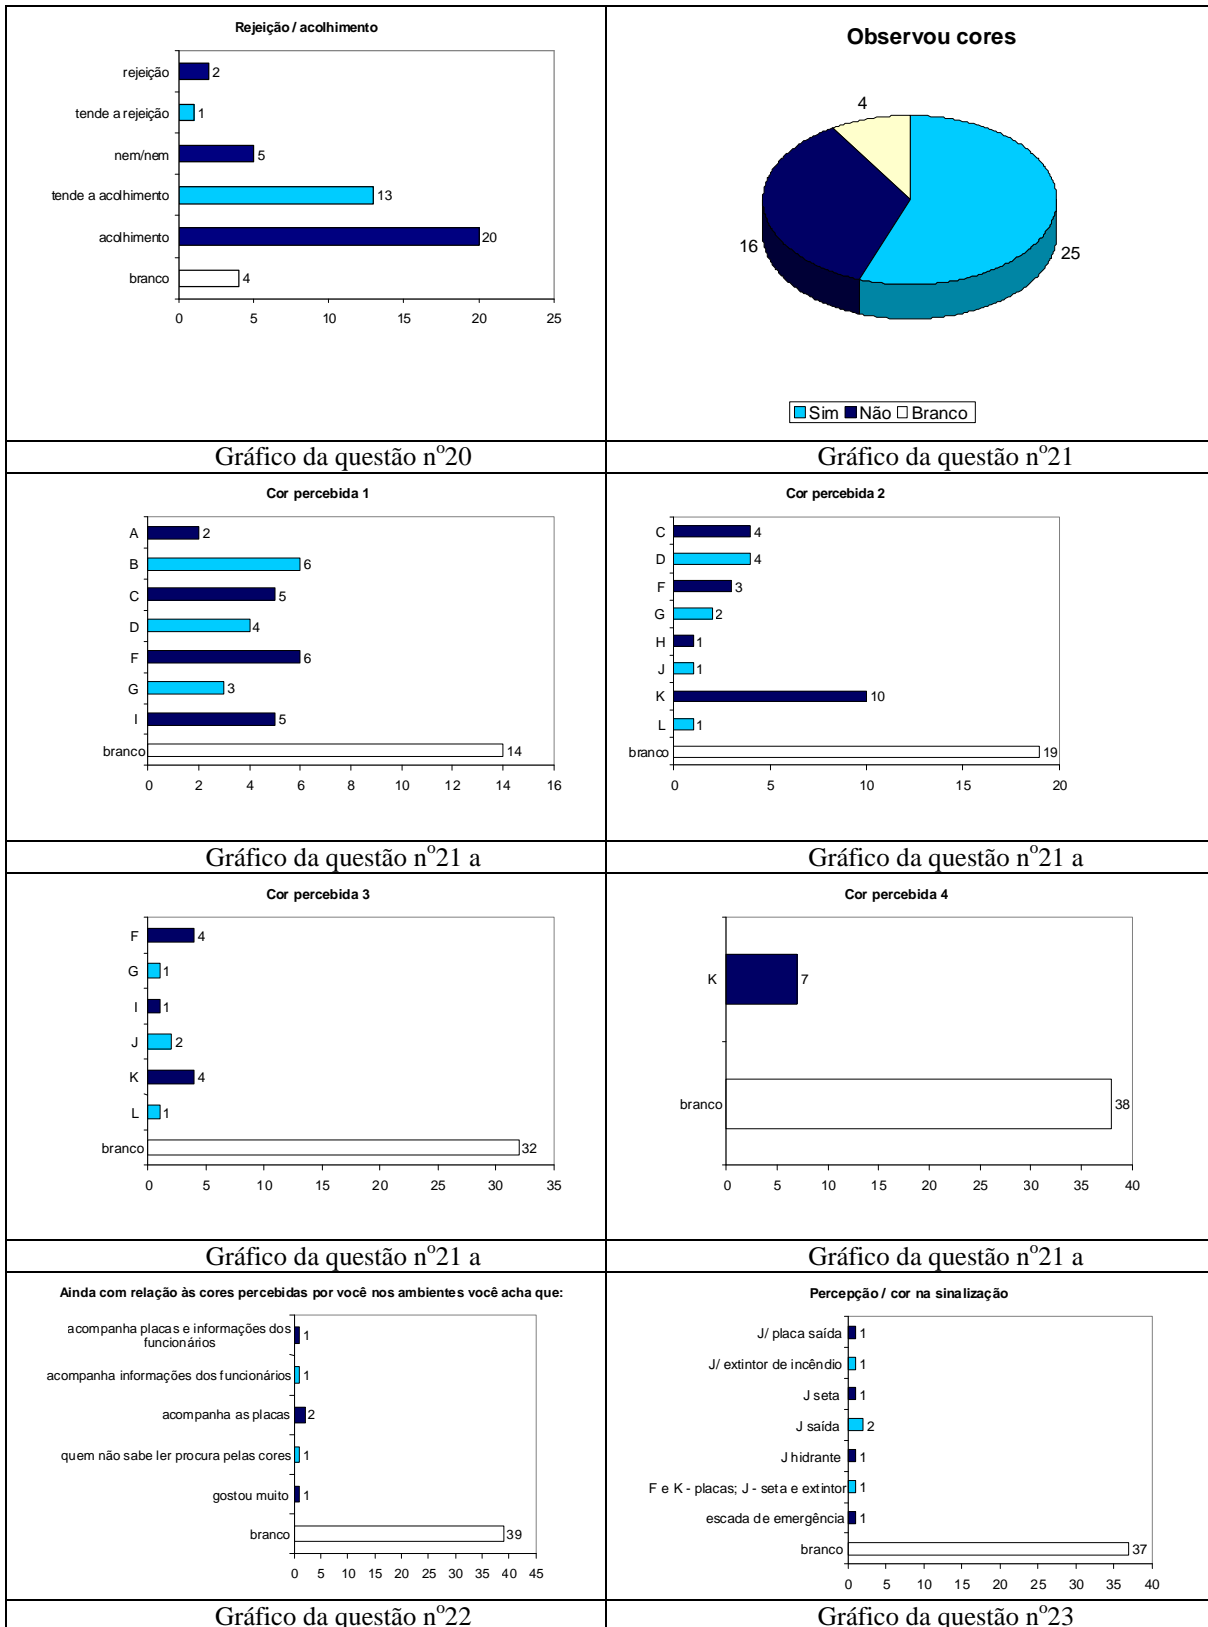 Rejeição / acolhimento
rejeição 2
tende a rejeição 1
nem/nem 5
tende a acolhimento 13
acolhimento 20
branco 4
0 5 10 15 20 25
Gráfico da questão nº20
Observou cores
4
16
25
Sim Não Branco
Gráfico da questão nº21
Cor percebida 1
A 2
B 6
C 5
D 4
F 6
G 3
I 5
branco 14
0 2 4 6 8 10 12 14 16
Gráfico da questão nº21 a
Cor percebida 2
C 4
D 4
F 3
G 2
H 1
J 1
K 10
L 1
branco 19
0 5 10 15 20
Gráfico da questão nº21 a
Cor percebida 3
F 4
G 1
I 1
J 2
K 4
L 1
branco 32
0 5 10 15 20 25 30 35
Gráfico da questão nº21 a
Cor percebida 4
K 7
branco 38
0 5 10 15 20 25 30 35 40
Gráfico da questão nº21 a
Ainda com relação às cores percebidas por você nos ambientes você acha que:
acompanha placas e informações dos
funcionários 1
acompanha informações dos funcionários 1
acompanha as placas 2
quem não sabe ler procura pelas cores 1
gostou muito 1
branco 39
0 5 10 15 20 25 30 35 40 45
Gráfico da questão nº22
Percepção / cor na sinalização
J/ placa saída 1
J/ extintor de incêndio 1
J seta 1
J saída 2
J hidrante 1
F e K - placas; J - seta e extintor 1
escada de emergência 1
branco 37
0 5 10 15 20 25 30 35 40
Gráfico da questão nº23